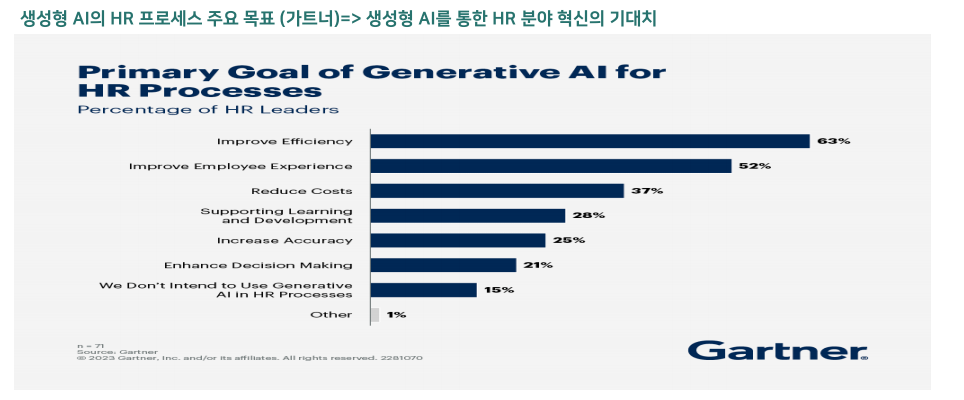 생성형 AI의 HR 프로세스 주요 목표 (가트너)=> 생성형 AI를 통한 HR 분야 혁신의 기대치
Primary Goal of Generative AI for
HR Processes
Percentage of HR Leaders
Improve Efficiency 63%
Improve Employee Experience 52%
Reduce Costs 37%
Supporting Learning
and Development 28%
Increase Accuracy 25%
Enhance Decision Making 21%
We Don't Intend to Use Generative
AI in HR Processes 15%
Other 1%
n = 71
Source: Gartner
© 2023 Gartner, Inc. and/or its affiliates. All rights reserved. 2281070
Gartner®